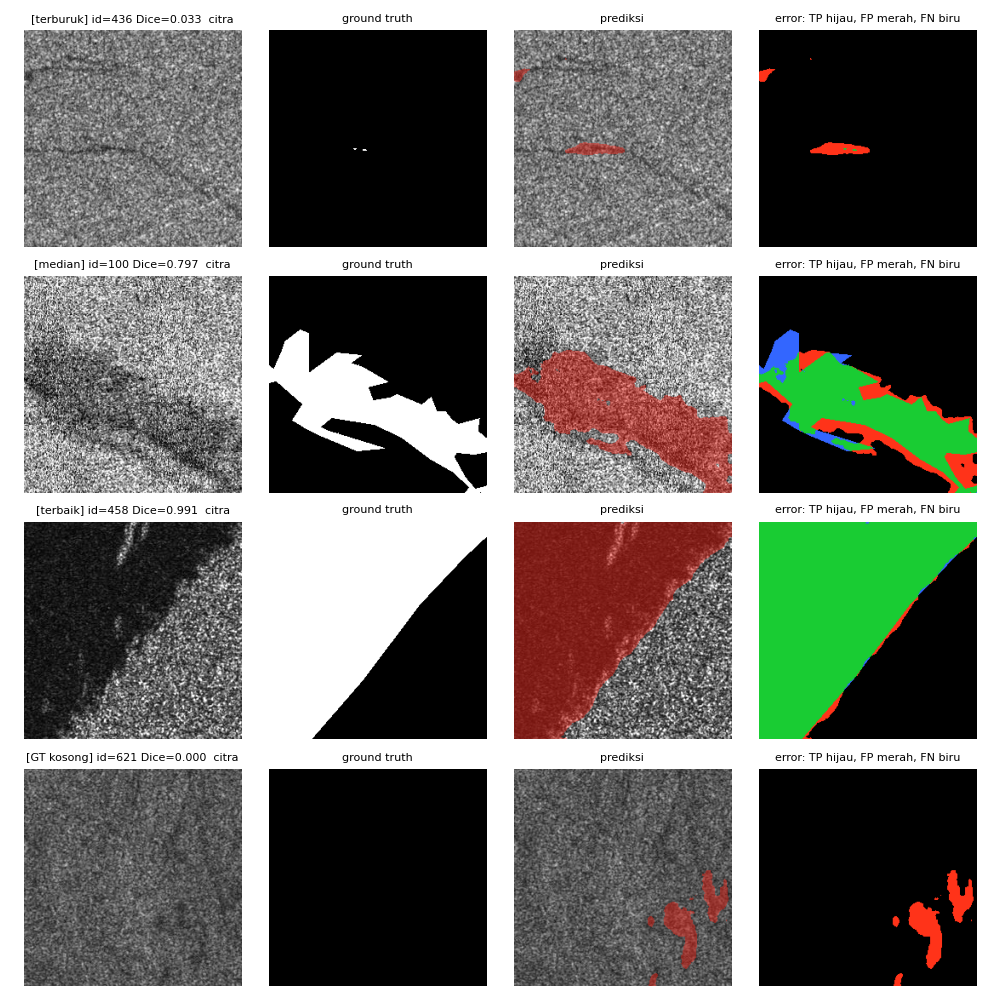 [terburuk] id=436 Dice=0.033  citra
ground truth
prediksi
error: TP hijau, FP merah, FN biru
[median] id=100 Dice=0.797  citra
ground truth
prediksi
error: TP hijau, FP merah, FN biru
[terbaik] id=458 Dice=0.991  citra
ground truth
prediksi
error: TP hijau, FP merah, FN biru
[GT kosong] id=621 Dice=0.000  citra
ground truth
prediksi
error: TP hijau, FP merah, FN biru